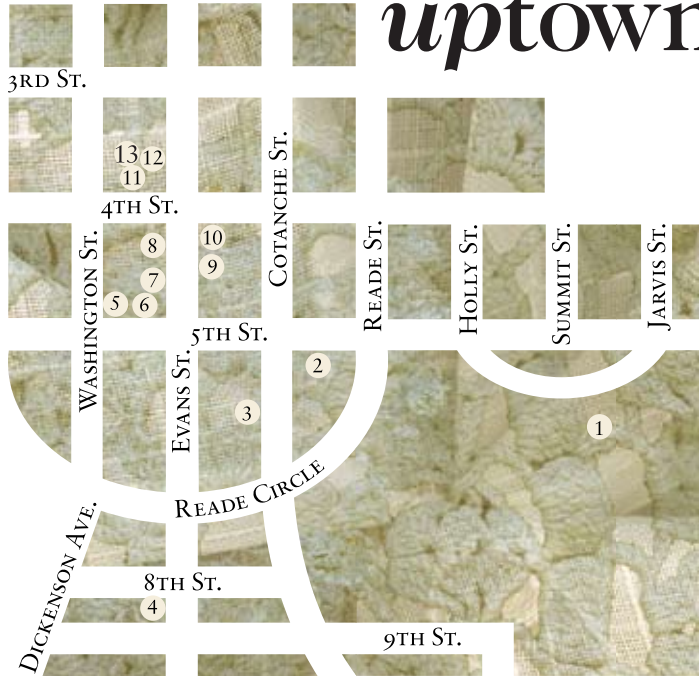 uptown
3RD ST.
13 12
11
4TH ST.
COTANCHE ST.
WASHINGTON ST.
8
7
5 6
10
9
READE ST.
HOLLY ST.
SUMMIT ST.
JARVIS ST.
5TH ST.
EVANS ST.
2
3
1
READE CIRCLE
DICKENSON AVE.
8TH ST.
4
9TH ST.